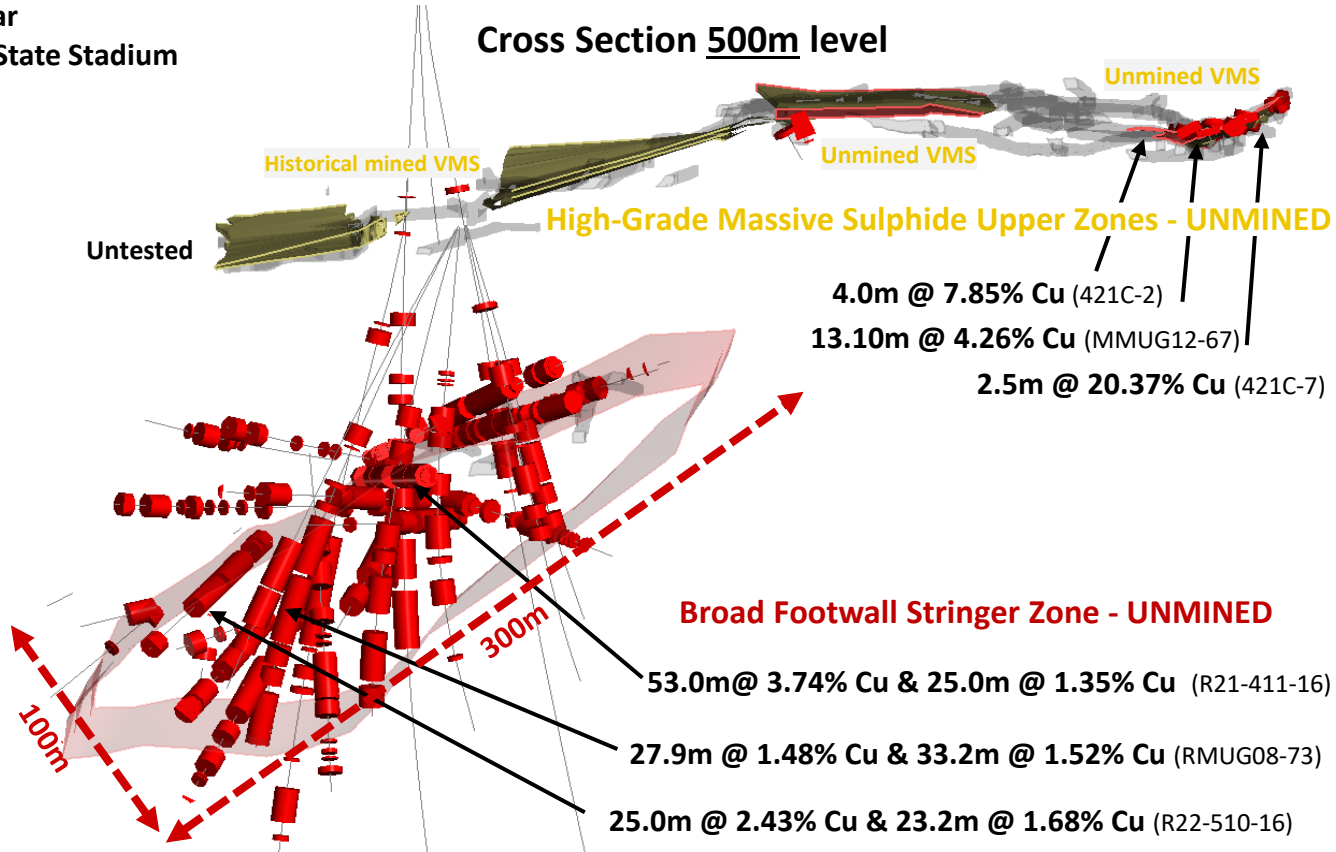 ar
State Stadium
Cross Section 500m level
Unmined VMS
Historical mined VMS
Unmined VMS
High-Grade Massive Sulphide Upper Zones - UNMINED
Untested
4.0m @ 7.85% Cu (421C-2)
13.10m @ 4.26% Cu (MMUG12-67)
2.5m @ 20.37% Cu (421C-7)
300m
Broad Footwall Stringer Zone - UNMINED
53.0m@ 3.74% Cu & 25.0m @ 1.35% Cu (R21-411-16)
100m
27.9m @ 1.48% Cu & 33.2m @ 1.52% Cu (RMUG08-73)
25.0m @ 2.43% Cu & 23.2m @ 1.68% Cu (R22-510-16)